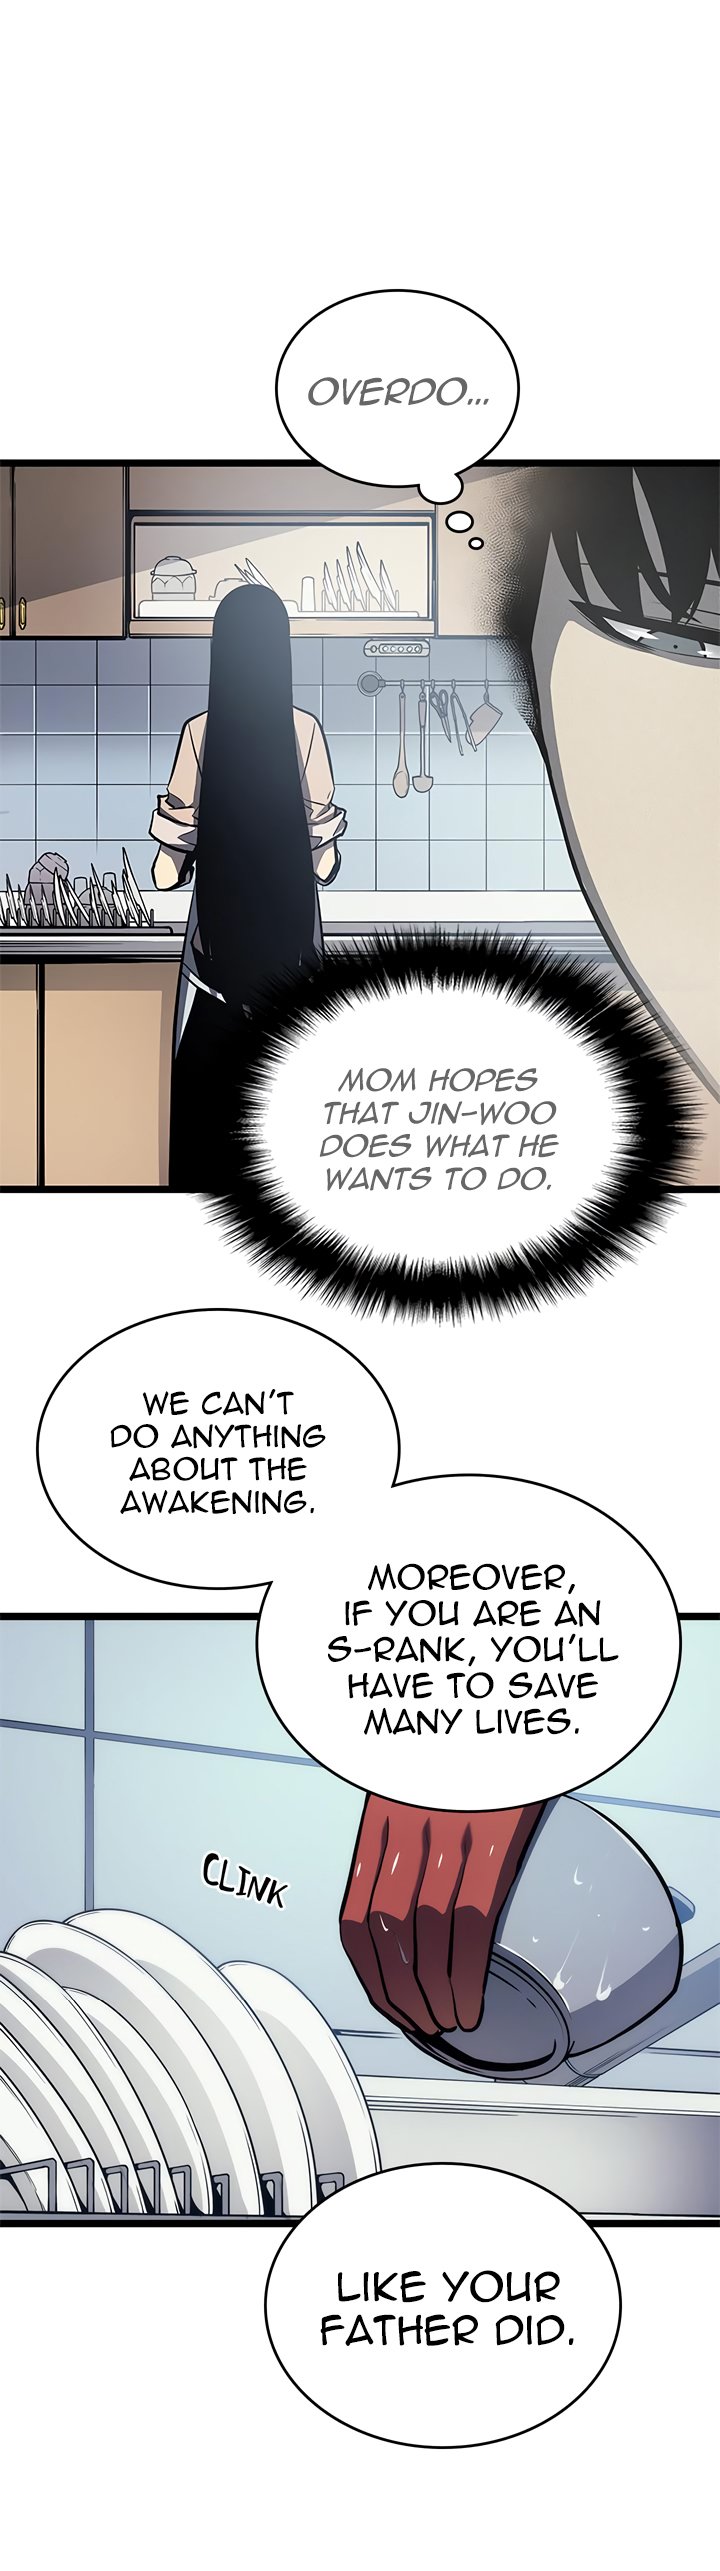 OVERDO...
MOM HOPES
THAT JIN-WOO
DOES WHAT HE
WANTS TO DO.
WE CAN'T
DO ANYTHING
ABOUT THE
AWAKENING.
MOREOVER,
IF YOU ARE AN
S-RANK, YOU'LL
HAVE TO SAVE
MANY LIVES.
CLINK
LIKE YOUR
FATHER DID.